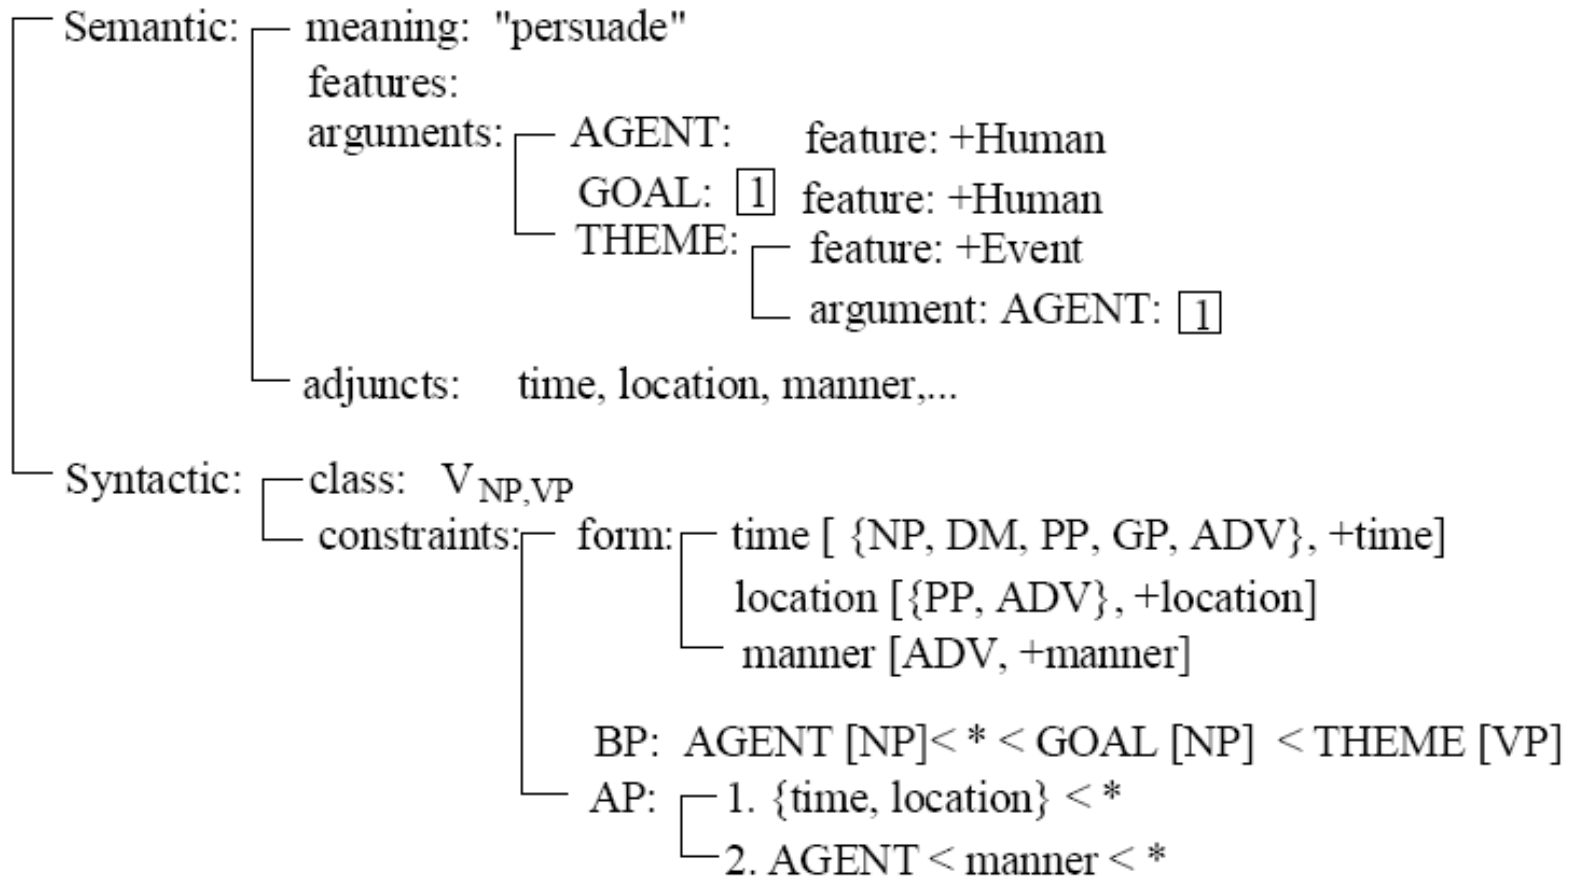 Semantic: meaning: "persuade"
features:
arguments: AGENT: feature: +Human
GOAL: 1 feature: +Human
THEME: feature: +Event
argument: AGENT: 1
adjuncts: time, location, manner,...
Syntactic: class: V NP,VP
constraints: form: time [ {NP, DM, PP, GP, ADV}, +time]
location [{PP, ADV}, +location]
manner [ADV, +manner]
BP: AGENT [NP]< * < GOAL [NP] < THEME [VP]
AP: 1. {time, location} < *
2. AGENT < manner < *